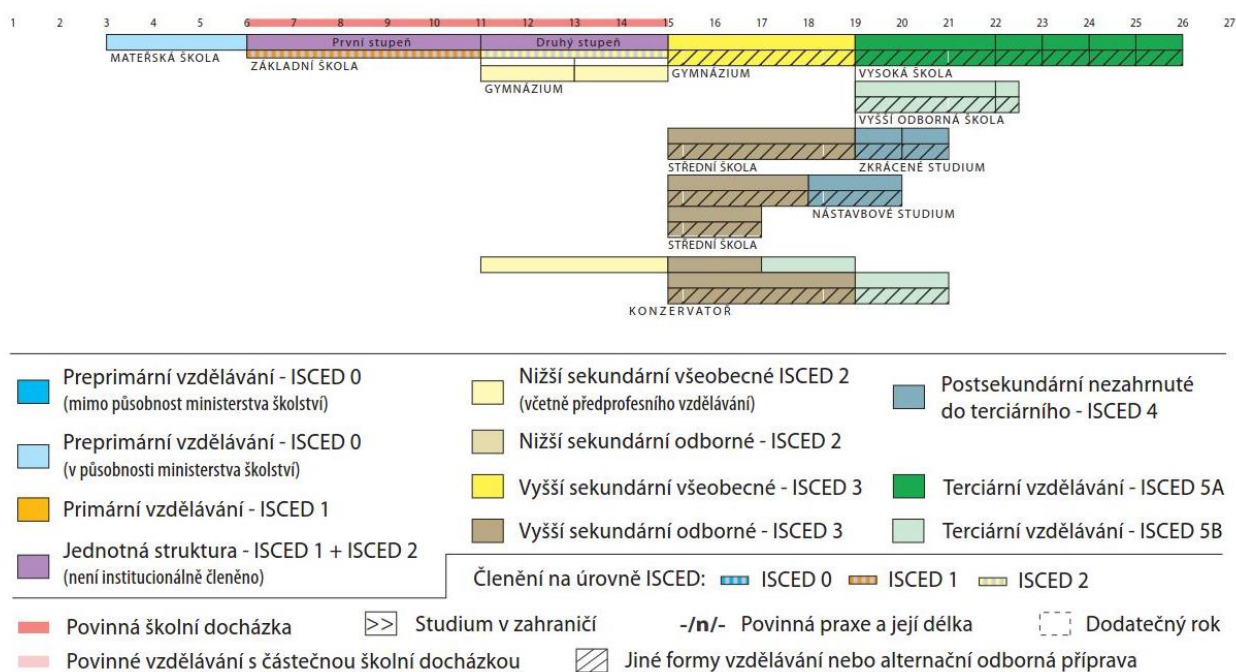 1 2 3 4 5 6 7 8 9 10 11 12 13 14 15 16 17 18 19 20 21 22 23 24 25 26 27
První stupeň Druhý stupeň
MATEŘSKÁ ŠKOLA ZÁKLADNÍ ŠKOLA GYMNÁZIUM VYSOKÁ ŠKOLA
GYMNÁZIUM
VYŠŠÍ ODBORNÁ ŠKOLA
STŘEDNÍ ŠKOLA ZKRÁCENÉ STUDIUM
NÁSTAVBOVÉ STUDIUM
STŘEDNÍ ŠKOLA
KONZERVATOŘ
Preprimární vzdělávání - ISCED 0
(mimo působnost ministerstva školství)
Preprimární vzdělávání - ISCED 0
(v působnosti ministerstva školství)
Primární vzdělávání - ISCED 1
Jednotná struktura - ISCED 1 + ISCED 2
(není institucionálně členěno)
Nižší sekundární všeobecné ISCED 2
(včetně předprofesního vzdělávání)
Nižší sekundární odborné - ISCED 2
Vyšší sekundární všeobecné - ISCED 3
Vyšší sekundární odborné - ISCED 3
Postsekundární nezahrnuté
do terciárního - ISCED 4
Terciární vzdělávání - ISCED 5A
Terciární vzdělávání - ISCED 5B
Členění na úrovně ISCED: ISCED 0 ISCED 1 ISCED 2
Povinná školní docházka >> Studium v zahraničí -/n/- Povinná praxe a její délka Dodatečný rok
Povinné vzdělávání s částečnou školní docházkou Jiné formy vzdělávání nebo alternační odborná příprava